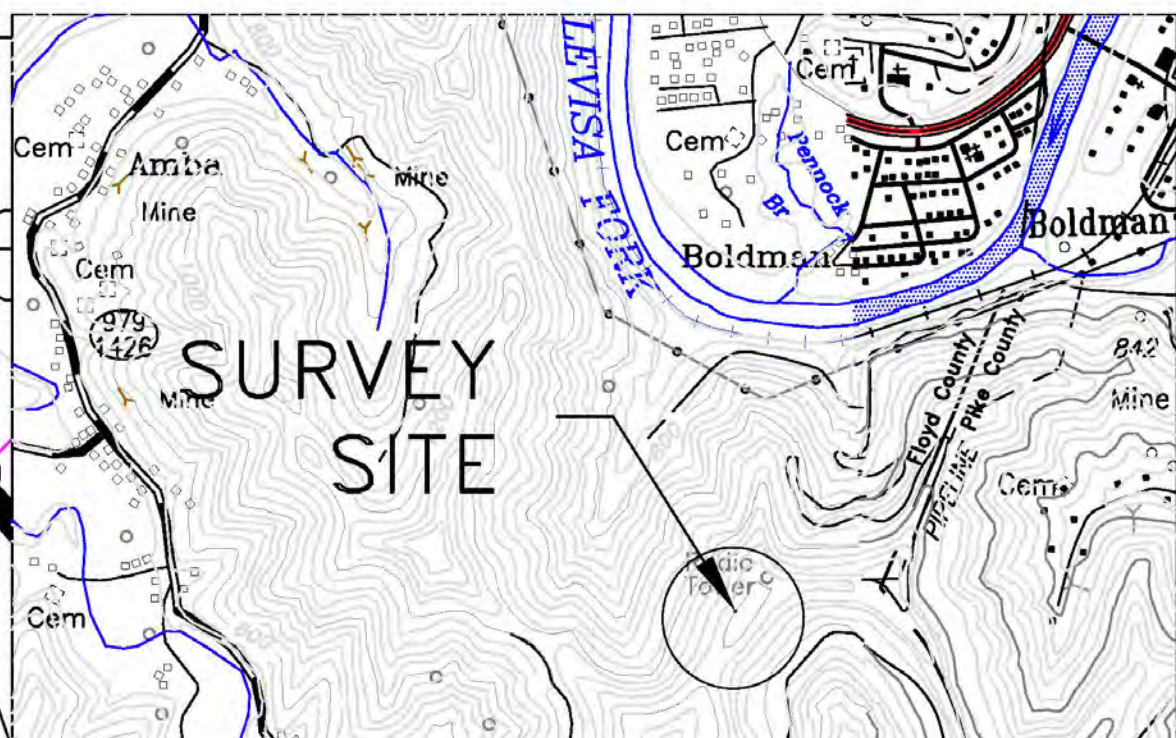 LEVISA
FORK
Cem
Cem
Pennock
Br
Cem
Amba
Mine
Mine
Boldman
Boldman
Cem
979
1426
SURVEY
SITE
Mine
842
Mine
Floyd County
Pike County
PIPELINE
Cem
Radio
Tower
Cem